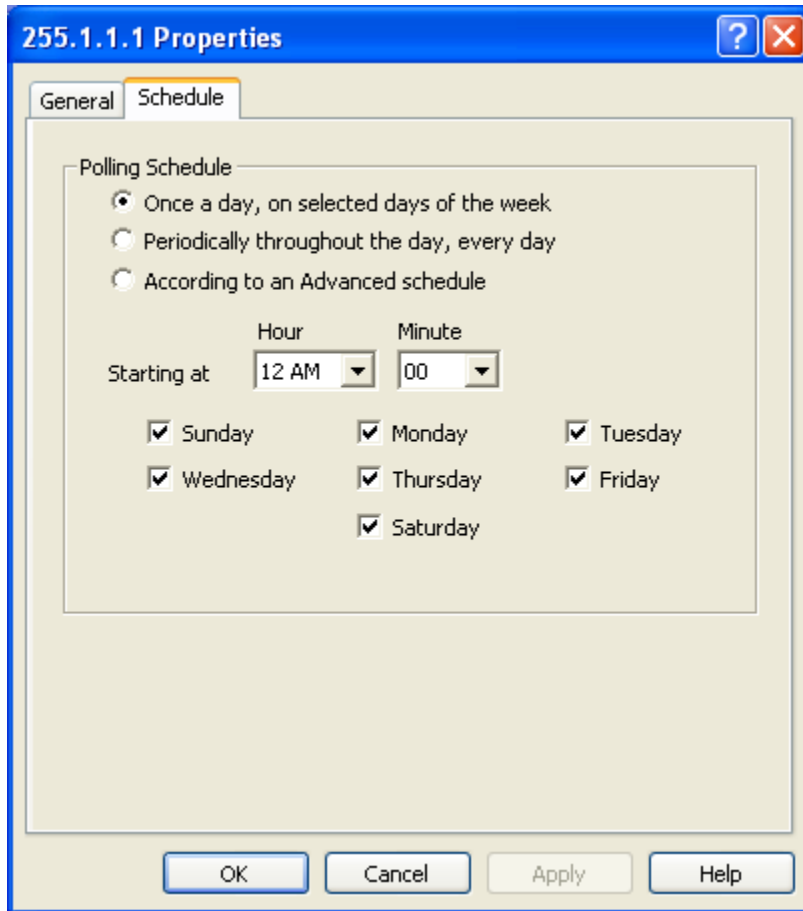 255.1.1.1 Properties
General Schedule
Polling Schedule
Once a day, on selected days of the week
Periodically throughout the day, every day
According to an Advanced schedule
Hour Minute
Starting at 12 AM 00
Sunday Monday Tuesday
Wednesday Thursday Friday
Saturday
OK Cancel Apply Help